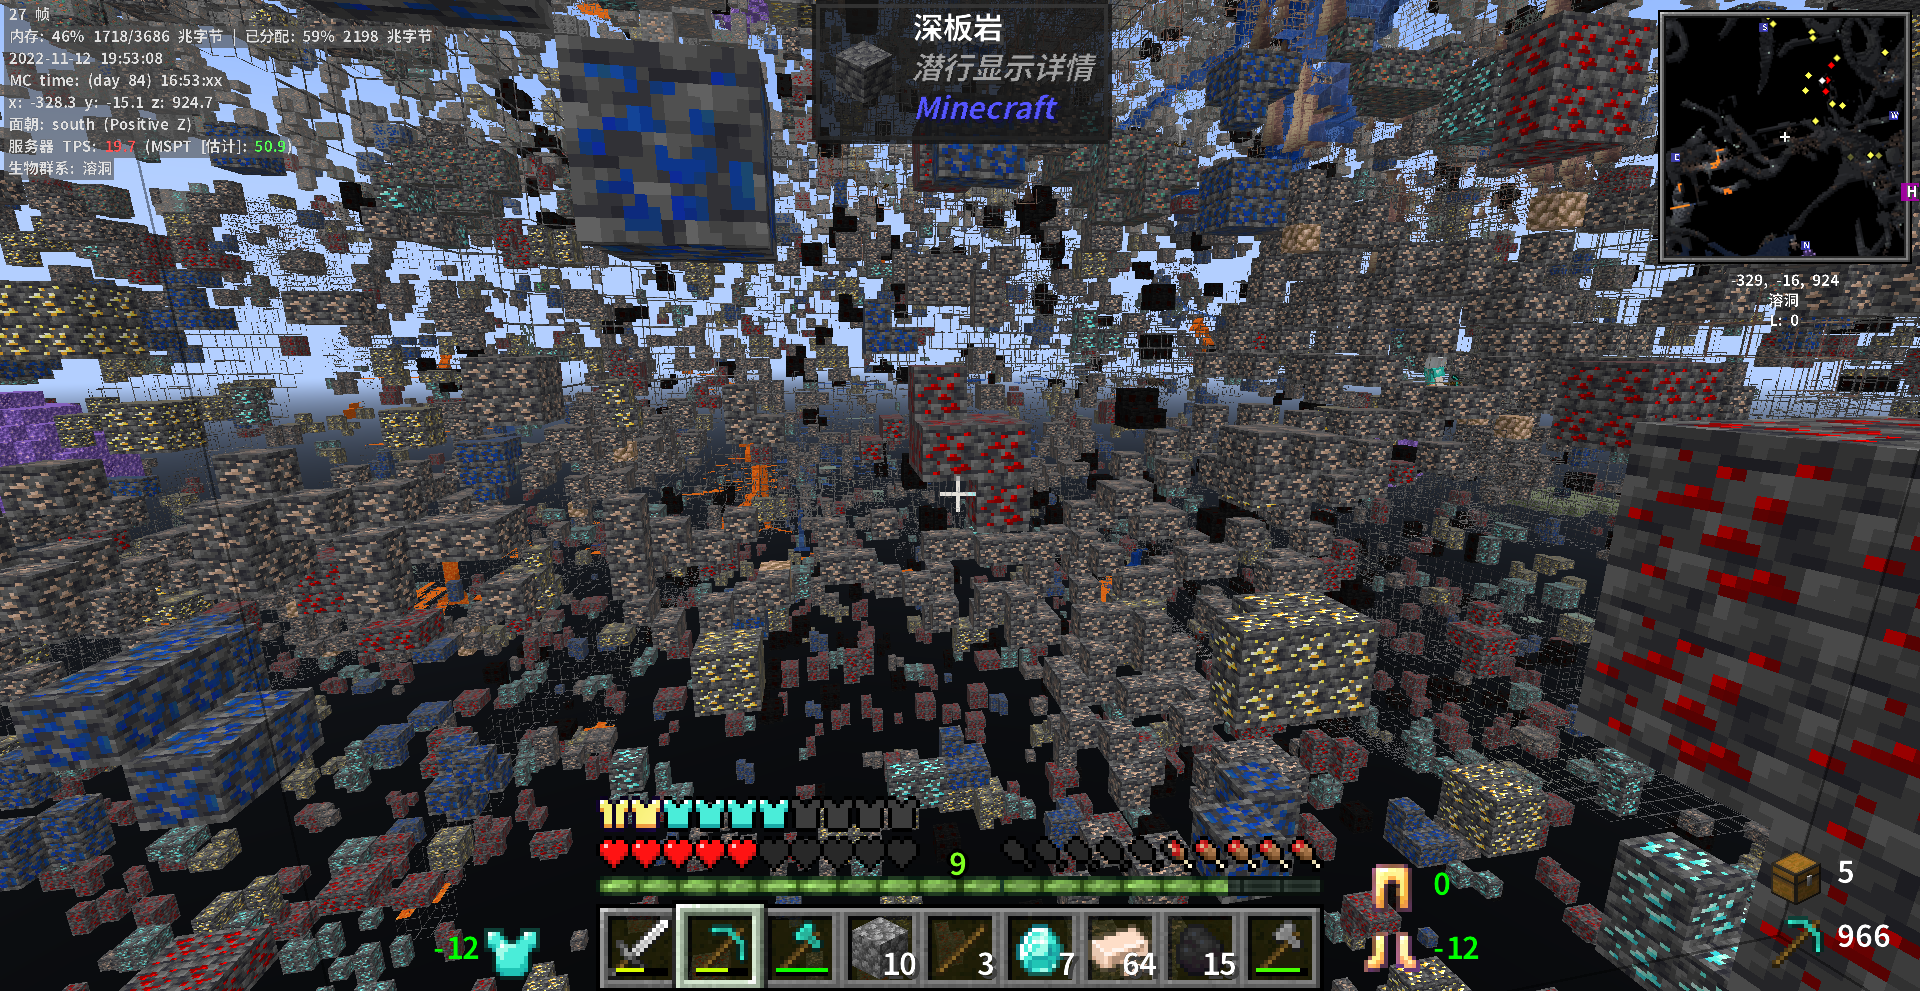 27 帧
内存: 46% 1718/3686 兆字节 | 已分配: 59% 2198 兆字节
2022-11-12 19:53:08
MC time: (day 84) 16:53:xx
x: -328.3 y: -15.1 z: 924.7
面朝: south (Positive Z)
服务器 TPS: 19.7 (MSPT [估计]: 50.9)
生物群系: 溶洞
深板岩
潜行显示详情
Minecraft
S
W
E
H
N
-329, -16, 924
溶洞
L: 0
9
5
0
-12
966
-12
10
3
7
64
15